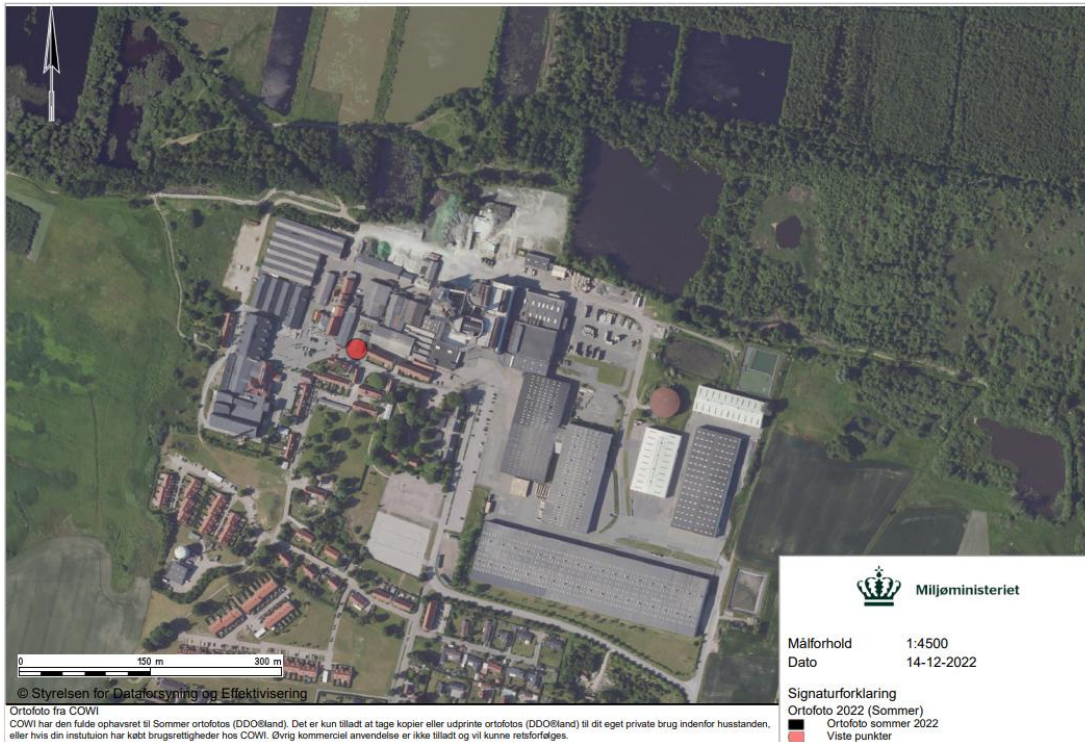 0 150 m 300 m
© Styrelsen for Dataforsyning og Effektivisering
Ortofoto fra COWI
COWI har den fulde ophavsret til Sommer ortofotos (DDO®land). Det er kun tilladt at tage kopier eller udprinte ortofotos (DDO®land) til dit eget private brug indenfor husstanden,
eller hvis din instutuion har købt brugsrettigheder hos COWI. Øvrig kommerciel anvendelse er ikke tilladt og vil kunne retsforfølges.
Miljøministeriet
Målforhold 1:4500
Dato 14-12-2022
Signaturforklaring
Ortofoto 2022 (Sommer)
Ortofoto sommer 2022
Viste punkter